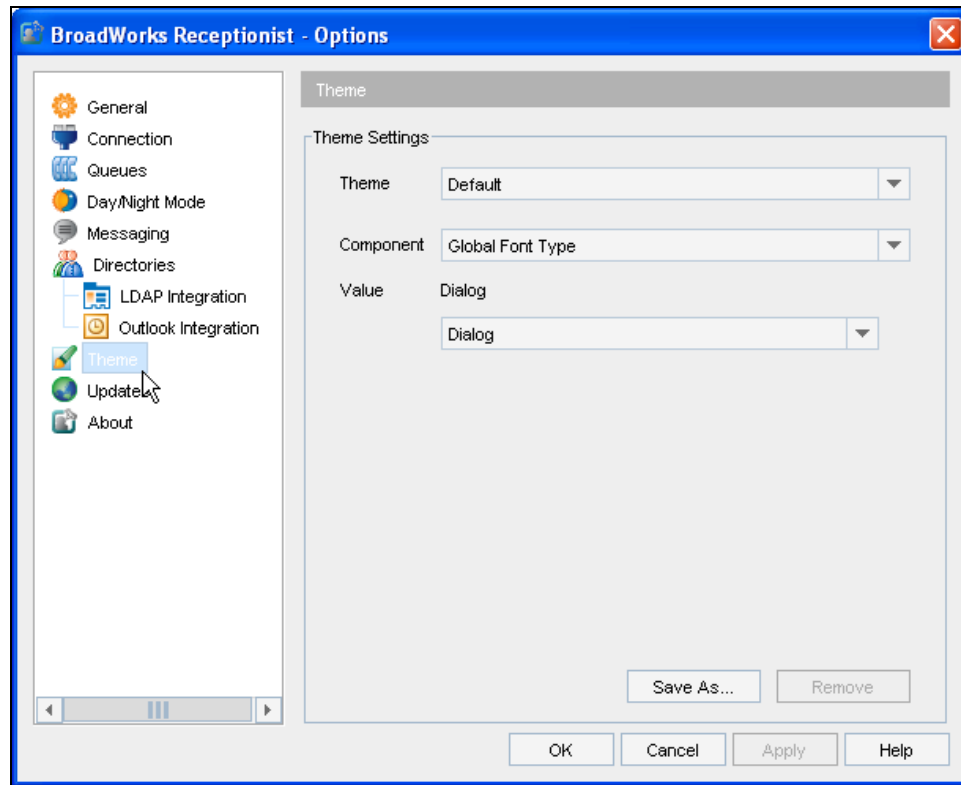 BroadWorks Receptionist - Options
General
Connection
Queues
Day/Night Mode
Messaging
Directories
LDAP Integration
Outlook Integration
Theme
Updates
About
Theme
Theme Settings
Theme Default
Component Global Font Type
Value Dialog
Dialog
Save As... Remove
OK Cancel Apply Help